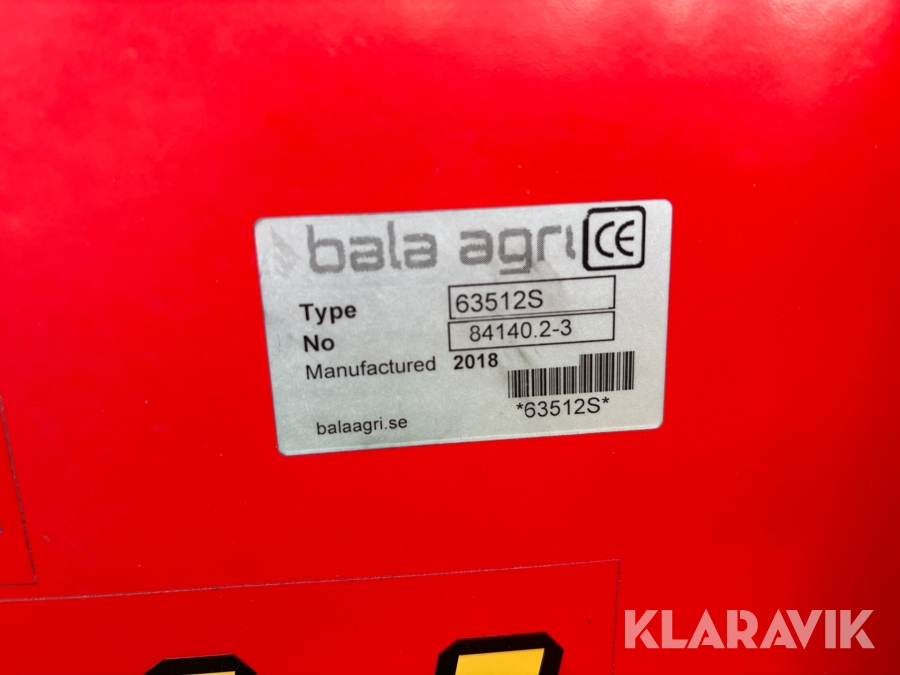 bala agri CE
Type 63512S
No 84140.2-3
Manufactured 2018
*63512S*
balaagri.se
KLARAVIK